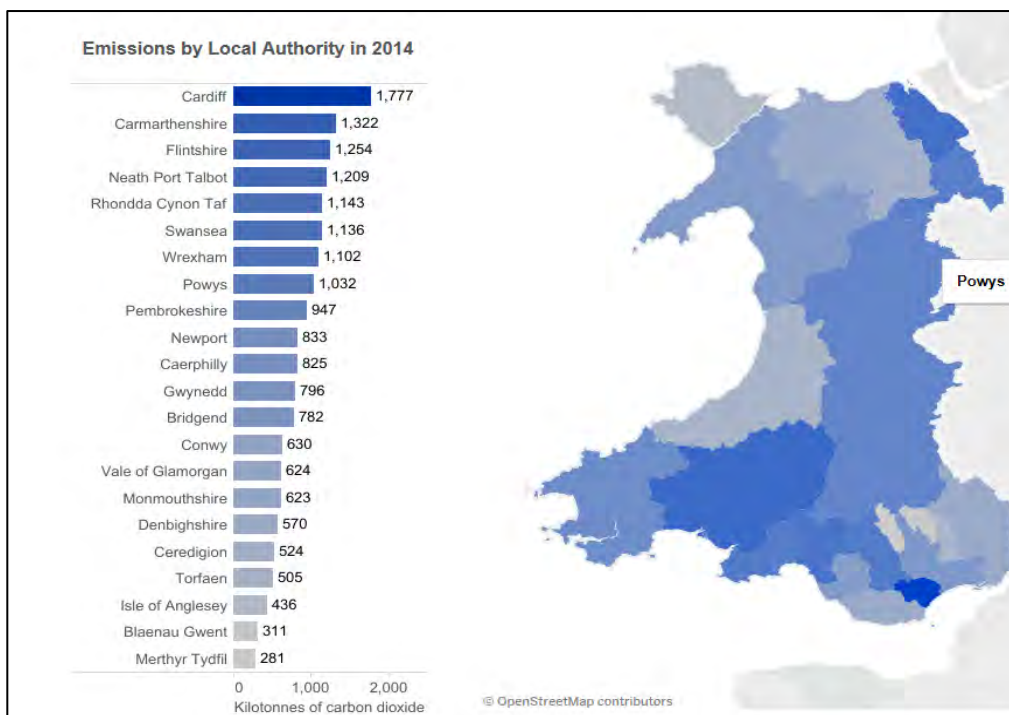 Emissions by Local Authority in 2014
Cardiff 1,777
Carmarthenshire 1,322
Flintshire 1,254
Neath Port Talbot 1,209
Rhondda Cynon Taf 1,143
Swansea 1,136
Wrexham 1,102
Powys 1,032
Pembrokeshire 947
Newport 833
Caerphilly 825
Gwynedd 796
Bridgend 782
Conwy 630
Vale of Glamorgan 624
Monmouthshire 623
Denbighshire 570
Ceredigion 524
Torfaen 505
Isle of Anglesey 436
Blaenau Gwent 311
Merthyr Tydfil 281
0 1,000 2,000
Kilotonnes of carbon dioxide
Powys
© OpenStreetMap contributors